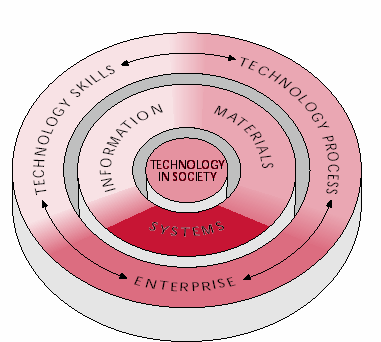 TECHNOLOGY SKILLS
TECHNOLOGY PROCESS
INFORMATION
MATERIALS
TECHNOLOGY
IN SOCIETY
SYSTEMS
ENTERPRISE